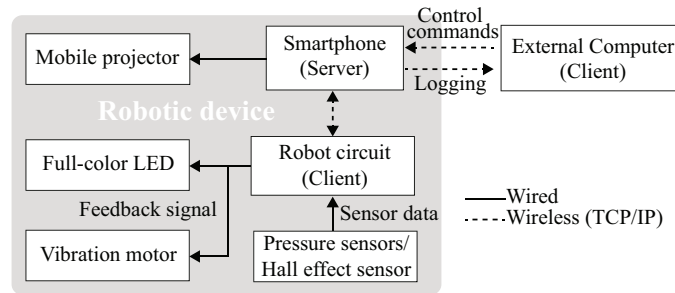 Control
commands
Mobile projector
Smartphone
(Server)
External Computer
(Client)
Logging
Robotic device
Full-color LED
Robot circuit
(Client)
Feedback signal
Sensor data
Wired
Wireless (TCP/IP)
Vibration motor
Pressure sensors/
Hall effect sensor